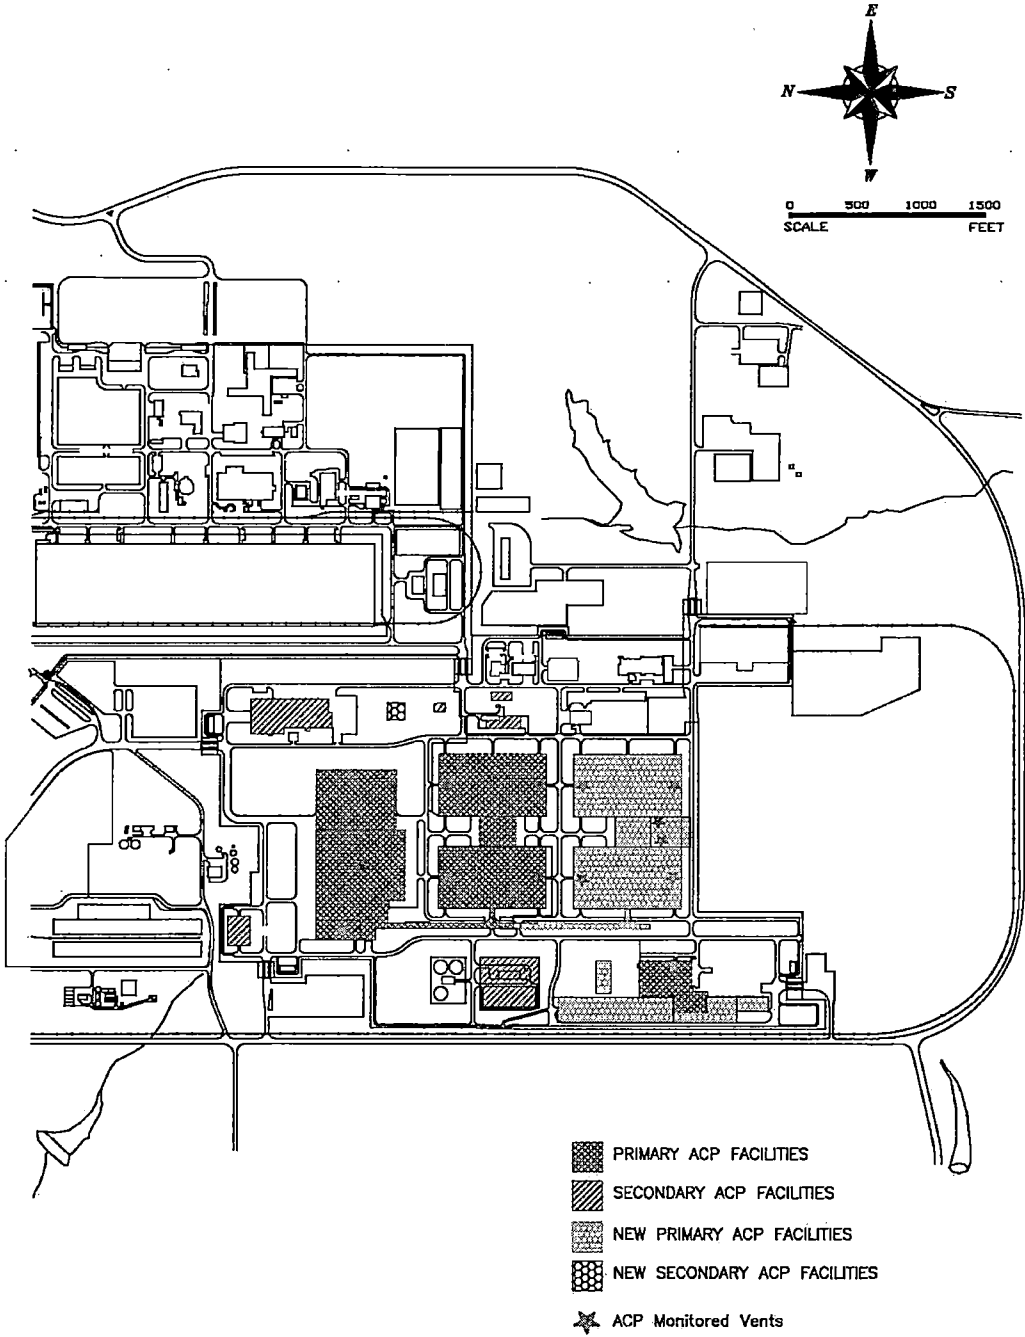 E
N S
W
0 500 1000 1500
SCALE FEET
PRIMARY ACP FACILITIES
SECONDARY ACP FACILITIES
NEW PRIMARY ACP FACILITIES
NEW SECONDARY ACP FACILITIES
ACP Monitored Vents